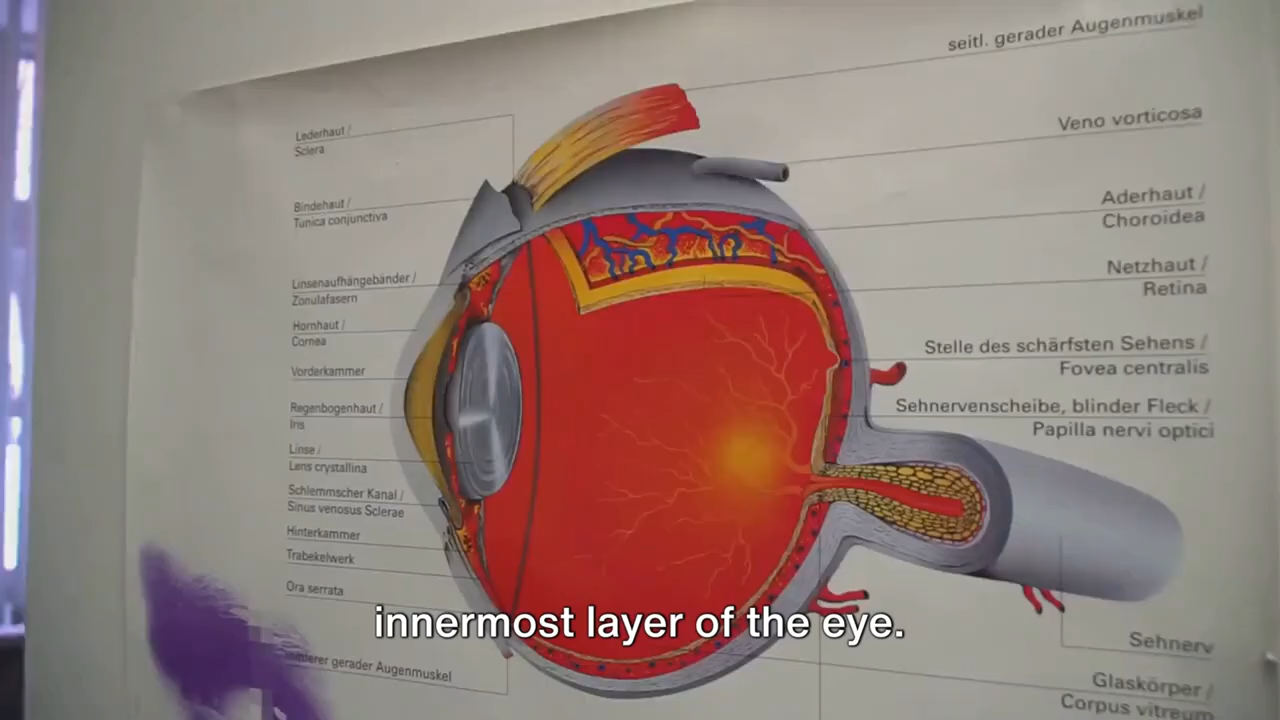 seitl. gerader Augenmuskel
Lederhaut /
Sclera
Veno vorticosa
Bindehaut /
Tunica conjunctiva
Aderhaut /
Choroidea
Linsenaufhängebänder /
Zonulafasern
Netzhaut /
Retina
Hornhaut /
Cornea
Stelle des schärfsten Sehens /
Fovea centralis
Vorderkammer
Regenbogenhaut /
Iris
Sehnervenscheibe, blinder Fleck /
Papilla nervi optici
Linse /
Lens crystallina
Schlemmscher Kanal /
Sinus venosus Sclerae
Hinterkammer
Trabekelwerk
Ora serrata
innermost layer of the eye.
gerader Augenmuskel
Sehnerv
Glaskörper /
Corpus vitreum